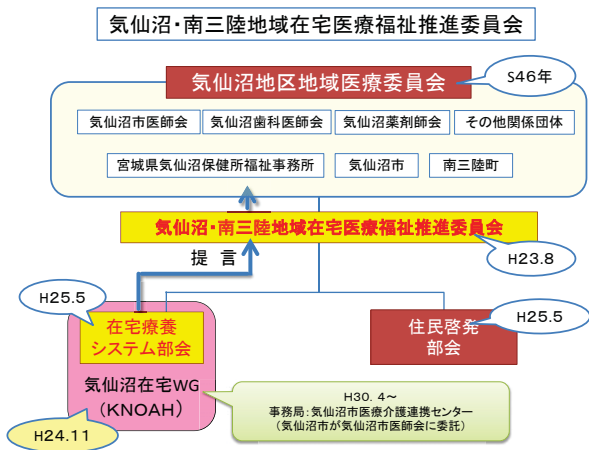 気仙沼・南三陸地域在宅医療福祉推進委員会
気仙沼地区地域医療委員会
S46年
気仙沼市医師会
気仙沼歯科医師会
気仙沼薬剤師会
その他関係団体
宮城県気仙沼保健所福祉事務所
気仙沼市
南三陸町
気仙沼・南三陸地域在宅医療福祉推進委員会
提 言
H23.8
H25.5
在宅療養
システム部会
住民啓発
部会
H25.5
気仙沼在宅WG
(KNOAH)
H24.11
H30. 4~
事務局:気仙沼市医療介護連携センター
(気仙沼市が気仙沼市医師会に委託)